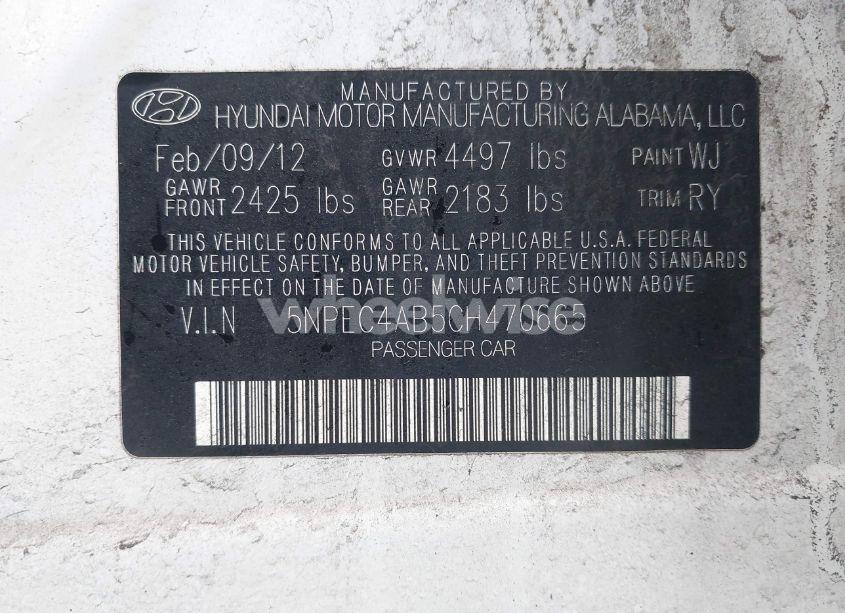 MANUFACTURED BY
HYUNDAI MOTOR MANUFACTURING ALABAMA, LLC
Feb/09/12 GVWR 4497 lbs PAINT WJ
GAWR FRONT 2425 lbs GAWR REAR 2183 lbs TRIM RY
THIS VEHICLE CONFORMS TO ALL APPLICABLE U.S.A. FEDERAL
MOTOR VEHICLE SAFETY, BUMPER, AND THEFT PREVENTION STANDARDS
IN EFFECT ON THE DATE OF MANUFACTURE SHOWN ABOVE
V.I.N 5NPEC4AB5CH470665
wheelwise
PASSENGER CAR